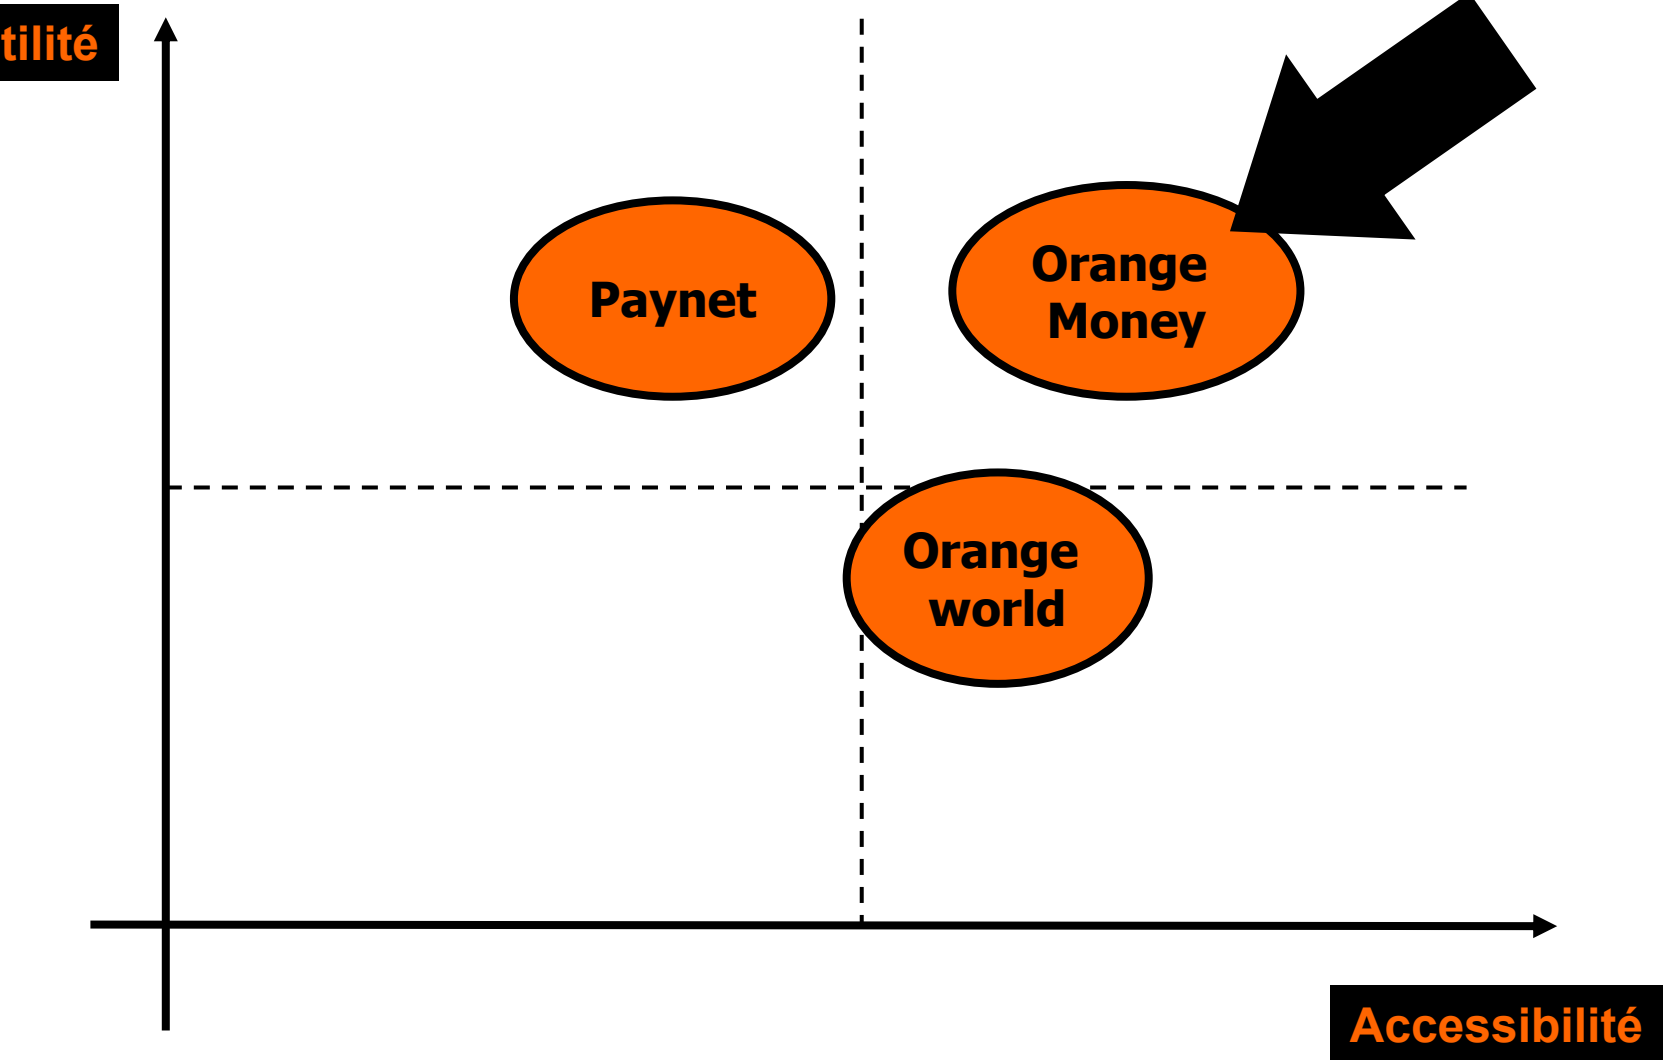 tilité
Paynet
Orange
Money
Orange
world
Accessibilité